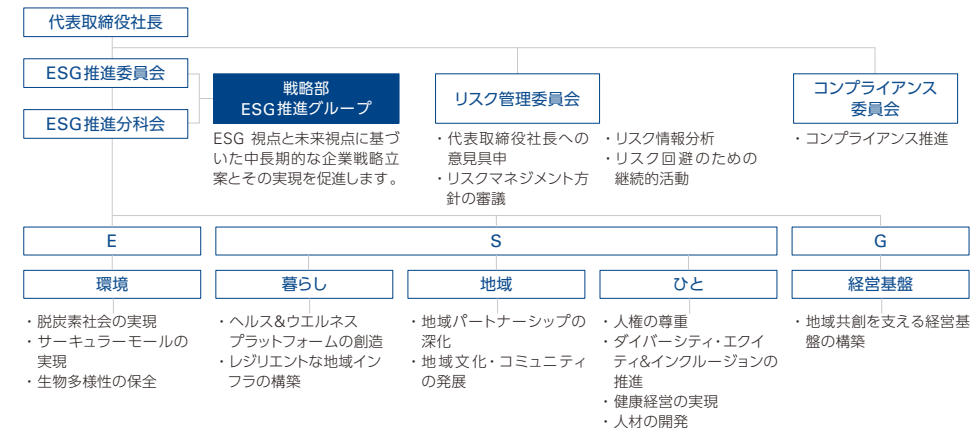 代表取締役社長
ESG推進委員会
ESG推進分科会
戦略部
ESG推進グループ
ESG 視点と未来視点に基づ
いた中長期的な企業戦略立
案とその実現を促進します。
リスク管理委員会
・代表取締役社長への
意見具申
・リスクマネジメント方
針の審議
・リスク情報分析
・リスク回避のための
継続的活動
コンプライアンス
委員会
・コンプライアンス推進
E
環境
・脱炭素社会の実現
・サーキュラーモールの
実現
・生物多様性の保全
S
暮らし
・ヘルス&ウエルネス
プラットフォームの創造
・レジリエントな地域イン
フラの構築
地域
・地域パートナーシップの
深化
・地域文化・コミュニティ
の発展
ひと
・人権の尊重
・ダイバーシティ・エクイ
ティ&インクルージョンの
推進
・健康経営の実現
・人材の開発
G
経営基盤
・地域共創を支える経営基
盤の構築